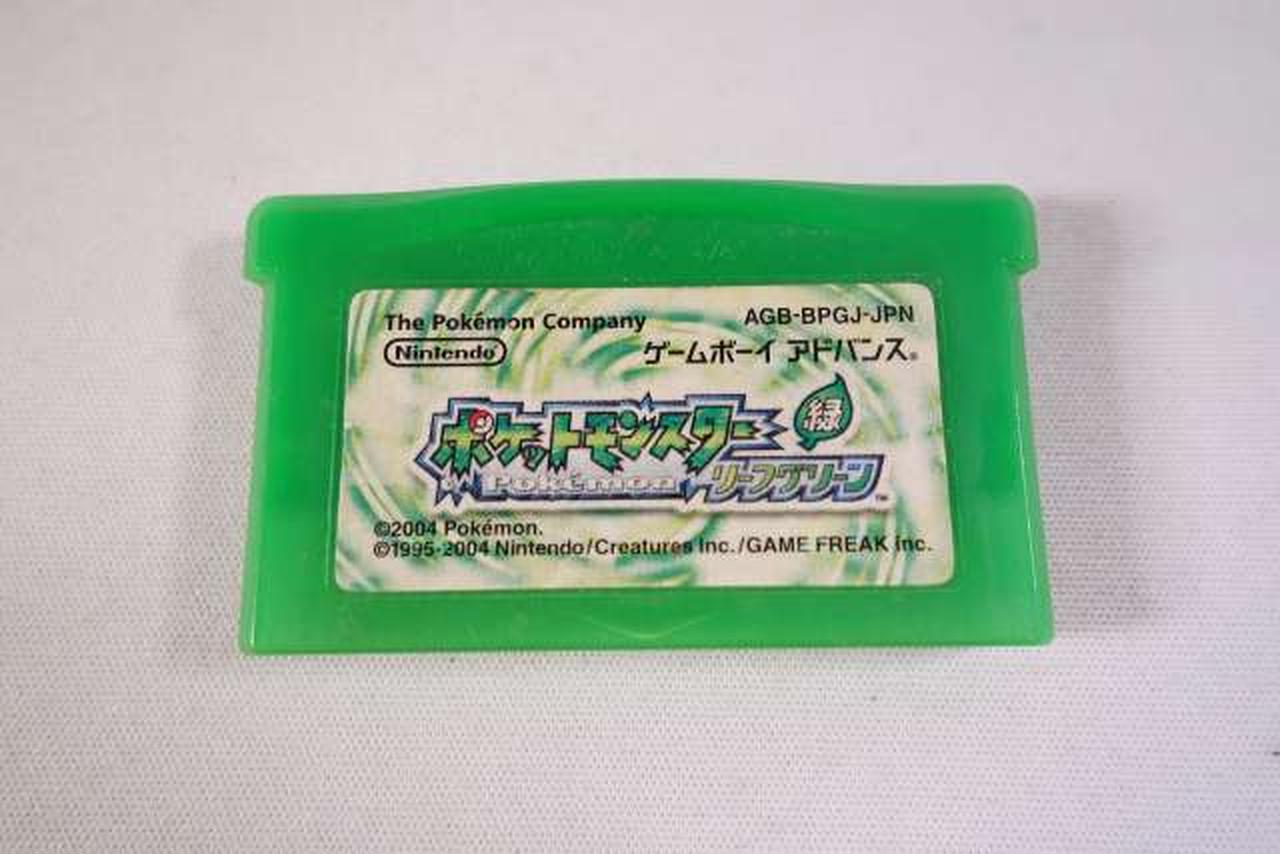 The Pokémon Company
AGB-BPGJ-JPN
Nintendo
ゲームボーイ アドバンス®
ポケットモンスター
緑
Pokémon
リーフグリーン™
©2004 Pokémon.
©1995-2004 Nintendo/Creatures Inc./GAME FREAK inc.